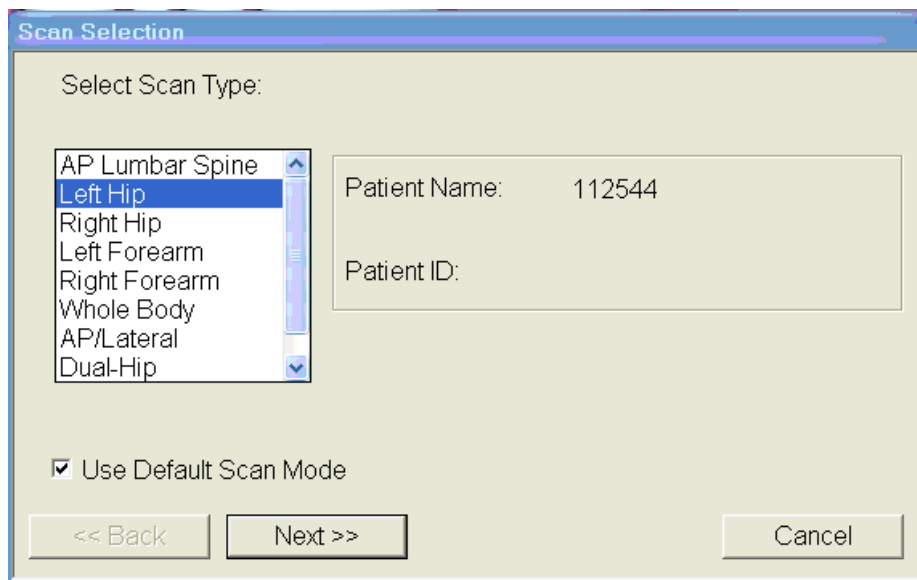 Scan Selection
Select Scan Type:
AP Lumbar Spine
Left Hip
Right Hip
Left Forearm
Right Forearm
Whole Body
AP/Lateral
Dual-Hip
Patient Name: 112544
Patient ID:
Use Default Scan Mode
<< Back Next >> Cancel